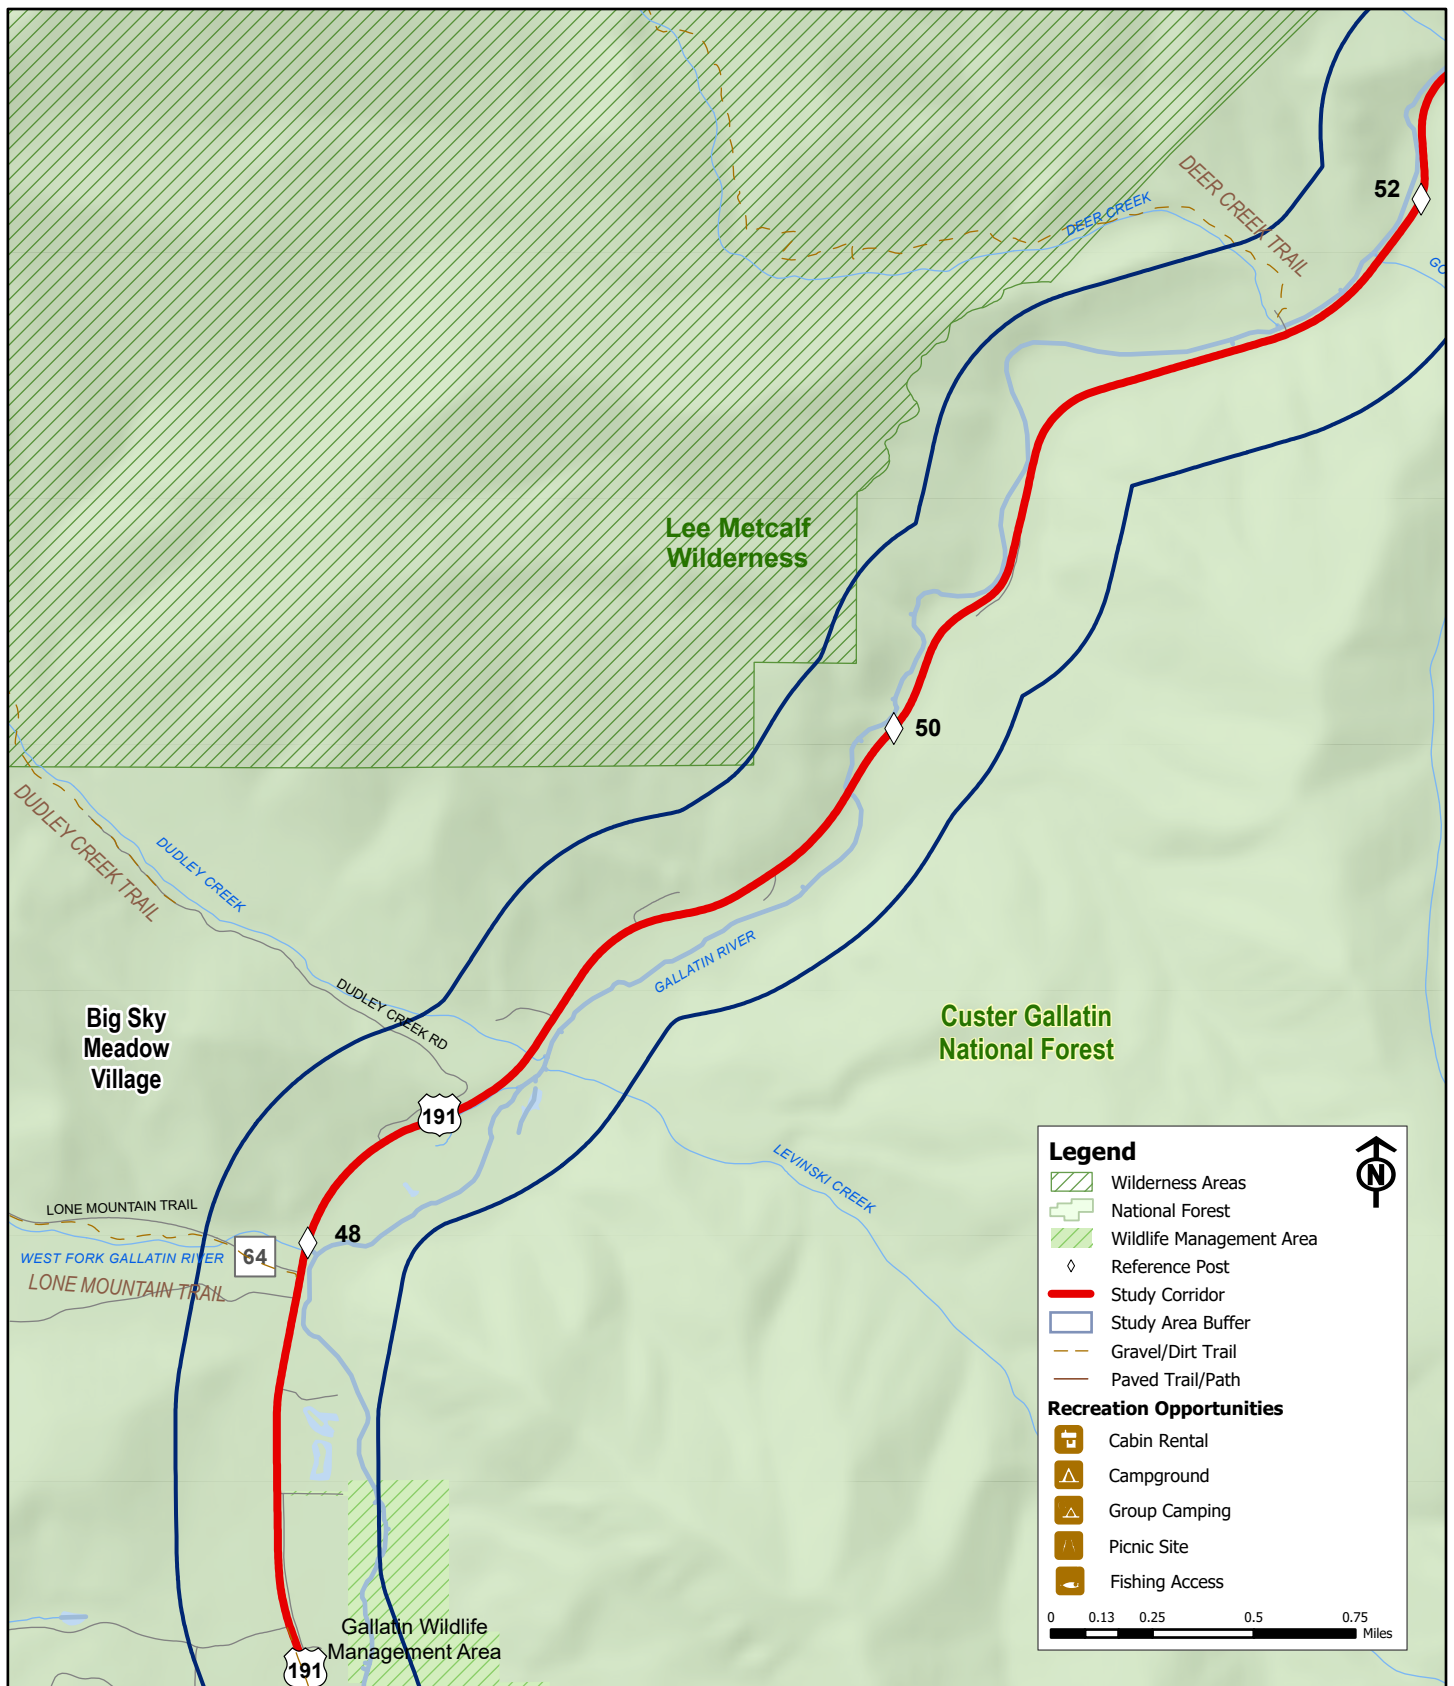 DEER CREEK
DEER CREEK TRAIL
52
Lee Metcalf
Wilderness
50
DUDLEY CREEK TRAIL
DUDLEY CREEK
GALLATIN RIVER
DUDLEY CREEK RD
Big Sky
Meadow
Village
Custer Gallatin
National Forest
191
LEVINSKI CREEK
LONE MOUNTAIN TRAIL
48
WEST FORK GALLATIN RIVER
64
LONE MOUNTAIN TRAIL
Gallatin Wildlife
Management Area
191
Legend
N
Wilderness Areas
National Forest
Wildlife Management Area
Reference Post
Study Corridor
Study Area Buffer
Gravel/Dirt Trail
Paved Trail/Path
Recreation Opportunities
Cabin Rental
Campground
Group Camping
Picnic Site
Fishing Access
0 0.13 0.25 0.5 0.75
Miles